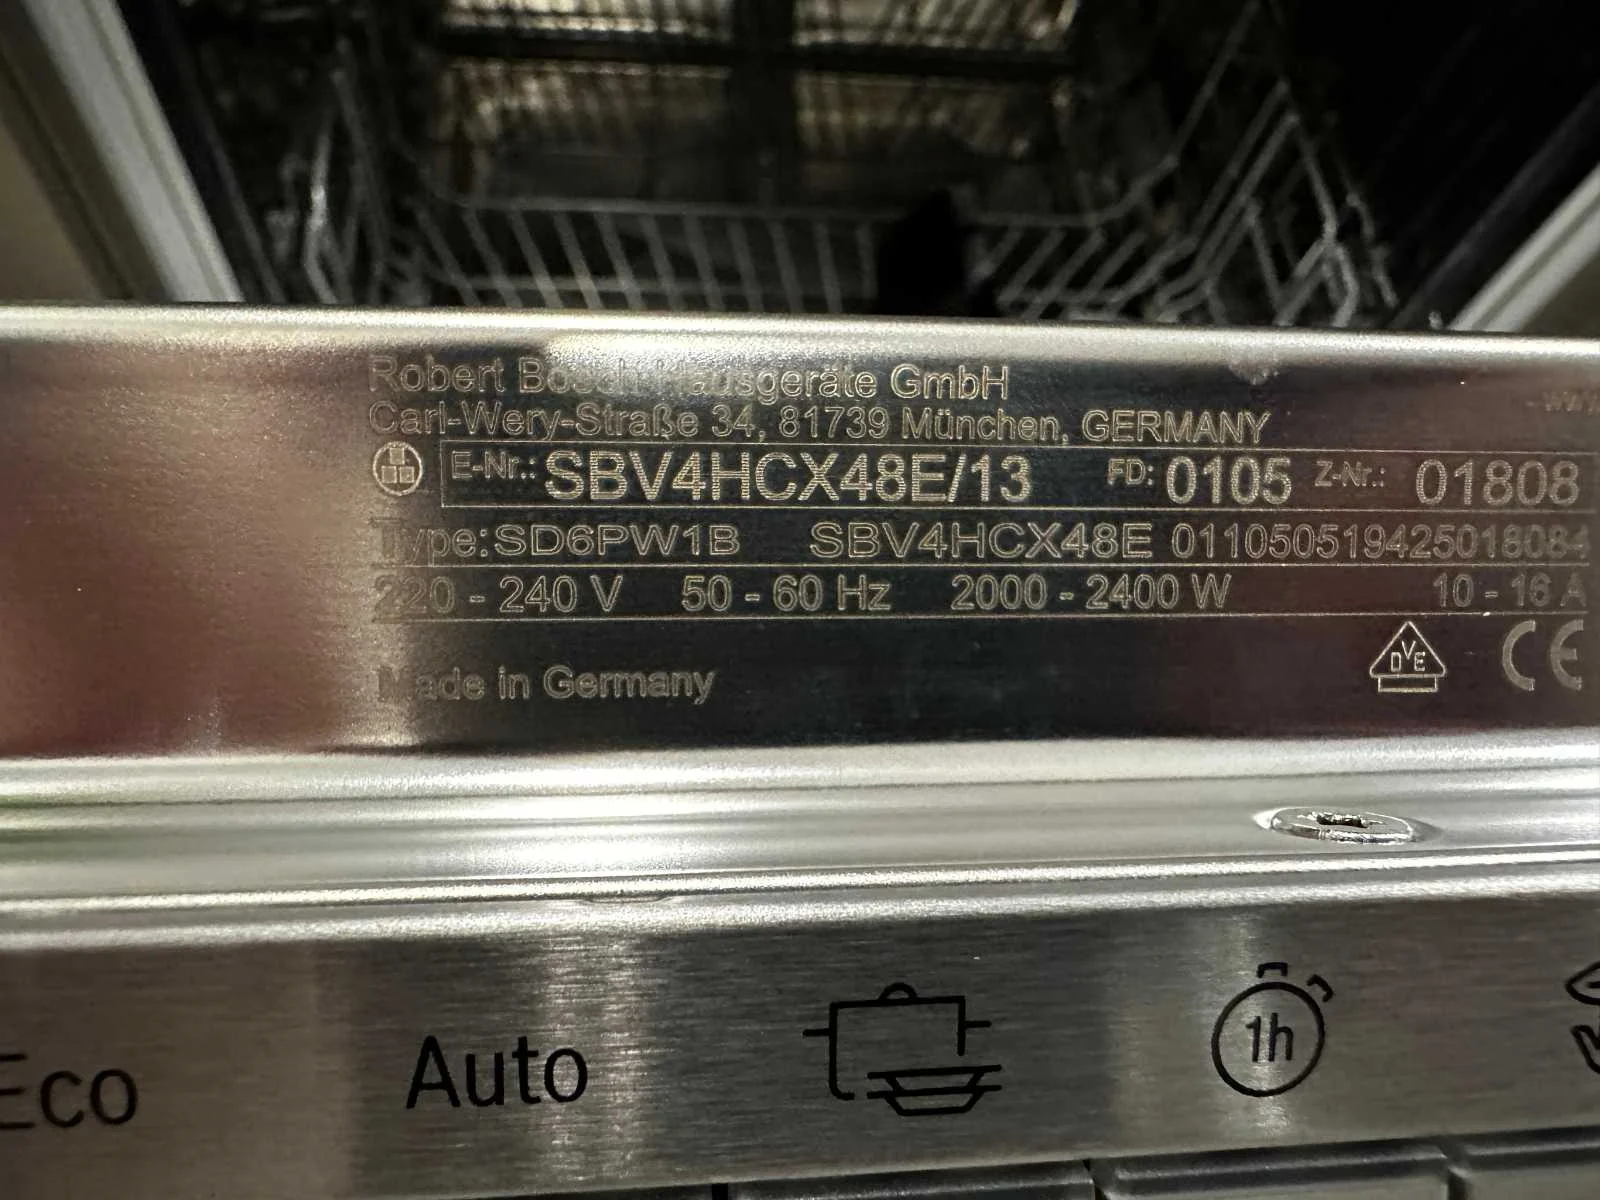 Robert Bosch Hausgeräte GmbH
Carl-Wery-Straße 34, 81739 München, GERMANY
E-Nr.: SBV4HCX48E/13 FD: 0105 Z-Nr.: 01808
Type: SD6PW1B SBV4HCX48E 011050519425018084
220 - 240 V 50 - 60 Hz 2000 - 2400 W 10 - 16 A
Made in Germany
DVE CE
Eco Auto 1h